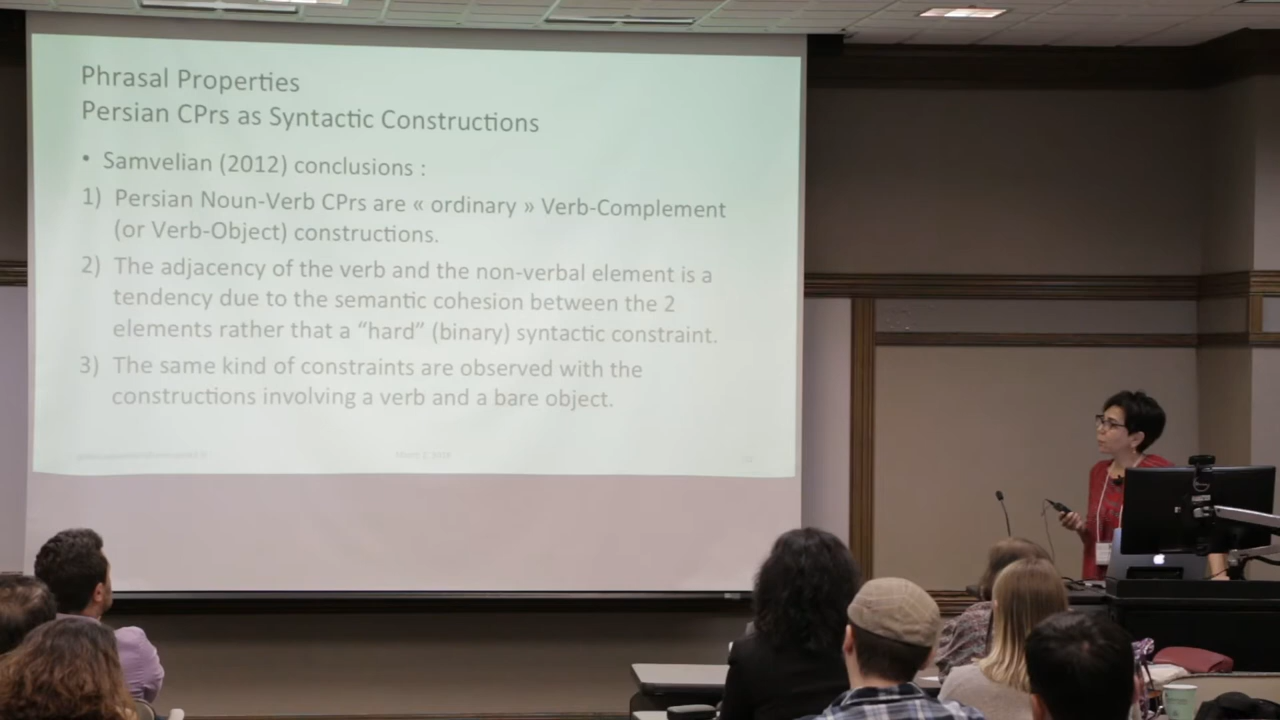 Phrasal Properties
Persian CPrs as Syntactic Constructions
• Samvelian (2012) conclusions :
1) Persian Noun-Verb CPrs are « ordinary » Verb-Complement
(or Verb-Object) constructions.
2) The adjacency of the verb and the non-verbal element is a
tendency due to the semantic cohesion between the 2
elements rather that a “hard” (binary) syntactic constraint.
3) The same kind of constraints are observed with the
constructions involving a verb and a bare object.